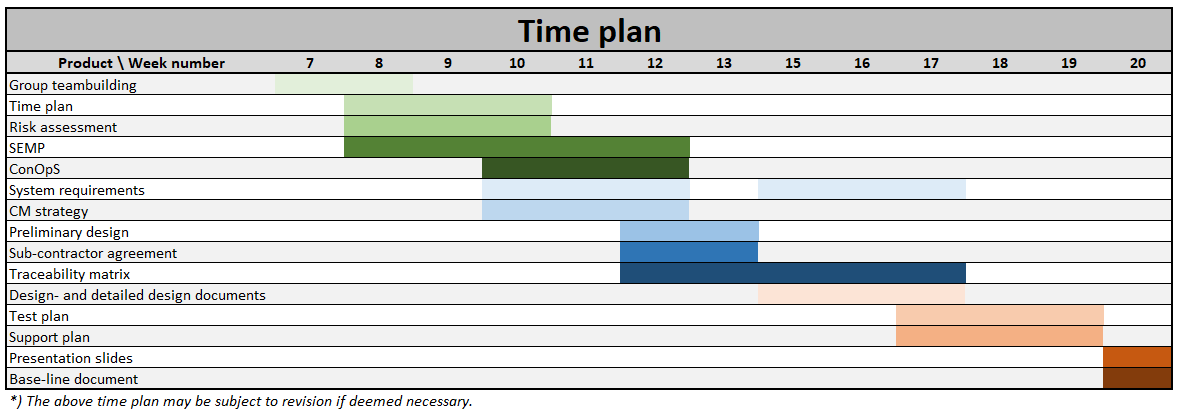 Time plan
Product \ Week number 7 8 9 10 11 12 13 15 16 17 18 19 20
Group teambuilding
Time plan
Risk assessment
SEMP
ConOpS
System requirements
CM strategy
Preliminary design
Sub-contractor agreement
Traceability matrix
Design- and detailed design documents
Test plan
Support plan
Presentation slides
Base-line document
*) The above time plan may be subject to revision if deemed necessary.